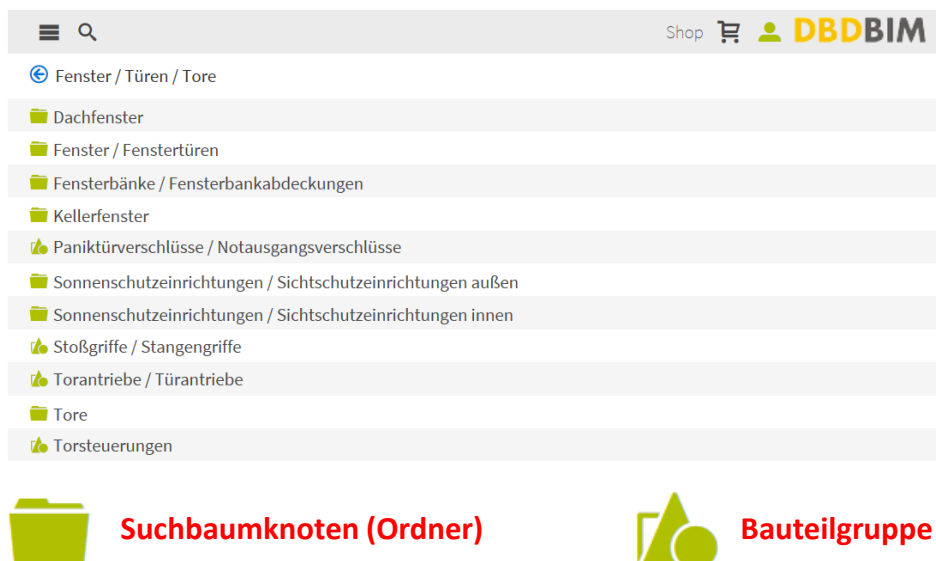 Shop DBDBIM
Fenster / Türen / Tore
Dachfenster
Fenster / Fenstertüren
Fensterbänke / Fensterbankabdeckungen
Kellerfenster
Paniktürverschlüsse / Notausgangsverschlüsse
Sonnenschutzeinrichtungen / Sichtschutzeinrichtungen außen
Sonnenschutzeinrichtungen / Sichtschutzeinrichtungen innen
Stoßgriffe / Stangengriffe
Torantriebe / Türantriebe
Tore
Torsteuerungen
Suchbaumknoten (Ordner) Bauteilgruppe